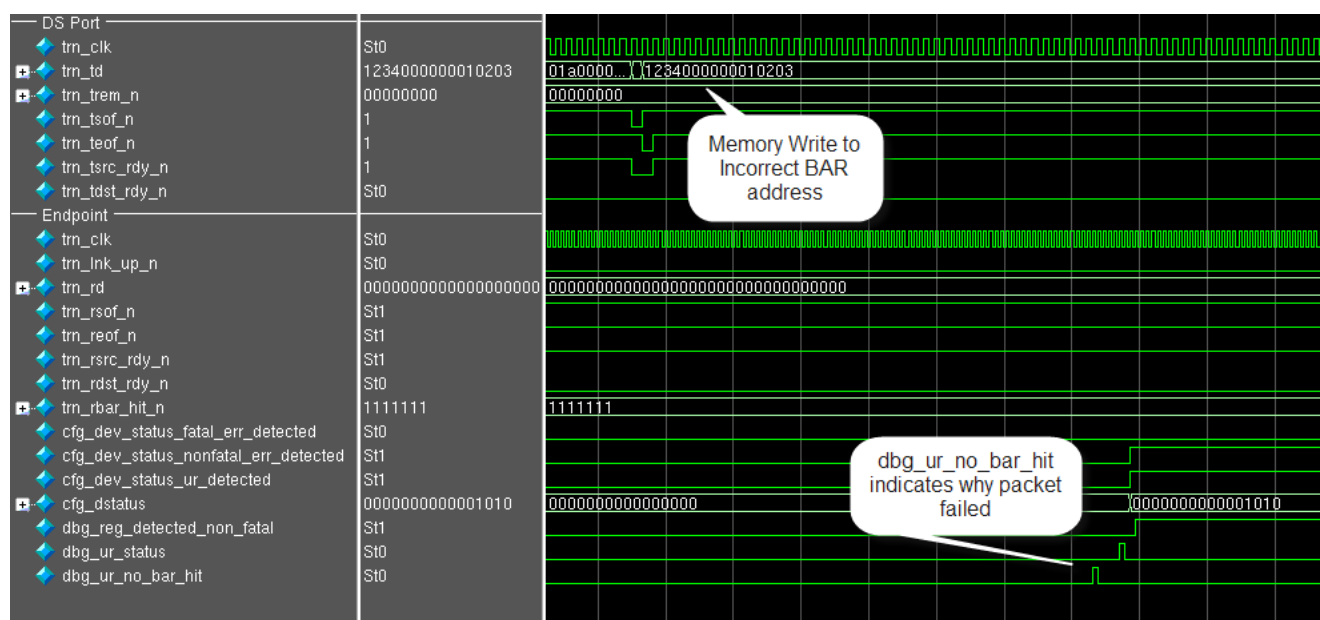 DS Port
trn_clk St0
trn_td 1234000000010203 01a0000... 1234000000010203
trn_trem_n 00000000 00000000
trn_tsof_n 1
trn_teof_n 1
trn_tsrc_rdy_n 1
trn_tdst_rdy_n St0
Memory Write to
Incorrect BAR
address
Endpoint
trn_clk St0
trn_lnk_up_n St0
trn_rd 00000000000000000000 00000000000000000000000000000000
trn_rsof_n St1
trn_reof_n St1
trn_rsrc_rdy_n St1
trn_rdst_rdy_n St0
trn_rbar_hit_n 1111111 1111111
cfg_dev_status_fatal_err_detected St0
cfg_dev_status_nonfatal_err_detected St1
cfg_dev_status_ur_detected St1
cfg_dstatus 0000000000001010 0000000000000000 0000000000001010
dbg_reg_detected_non_fatal St1
dbg_ur_status St0
dbg_ur_no_bar_hit St0
dbg_ur_no_bar_hit
indicates why packet
failed